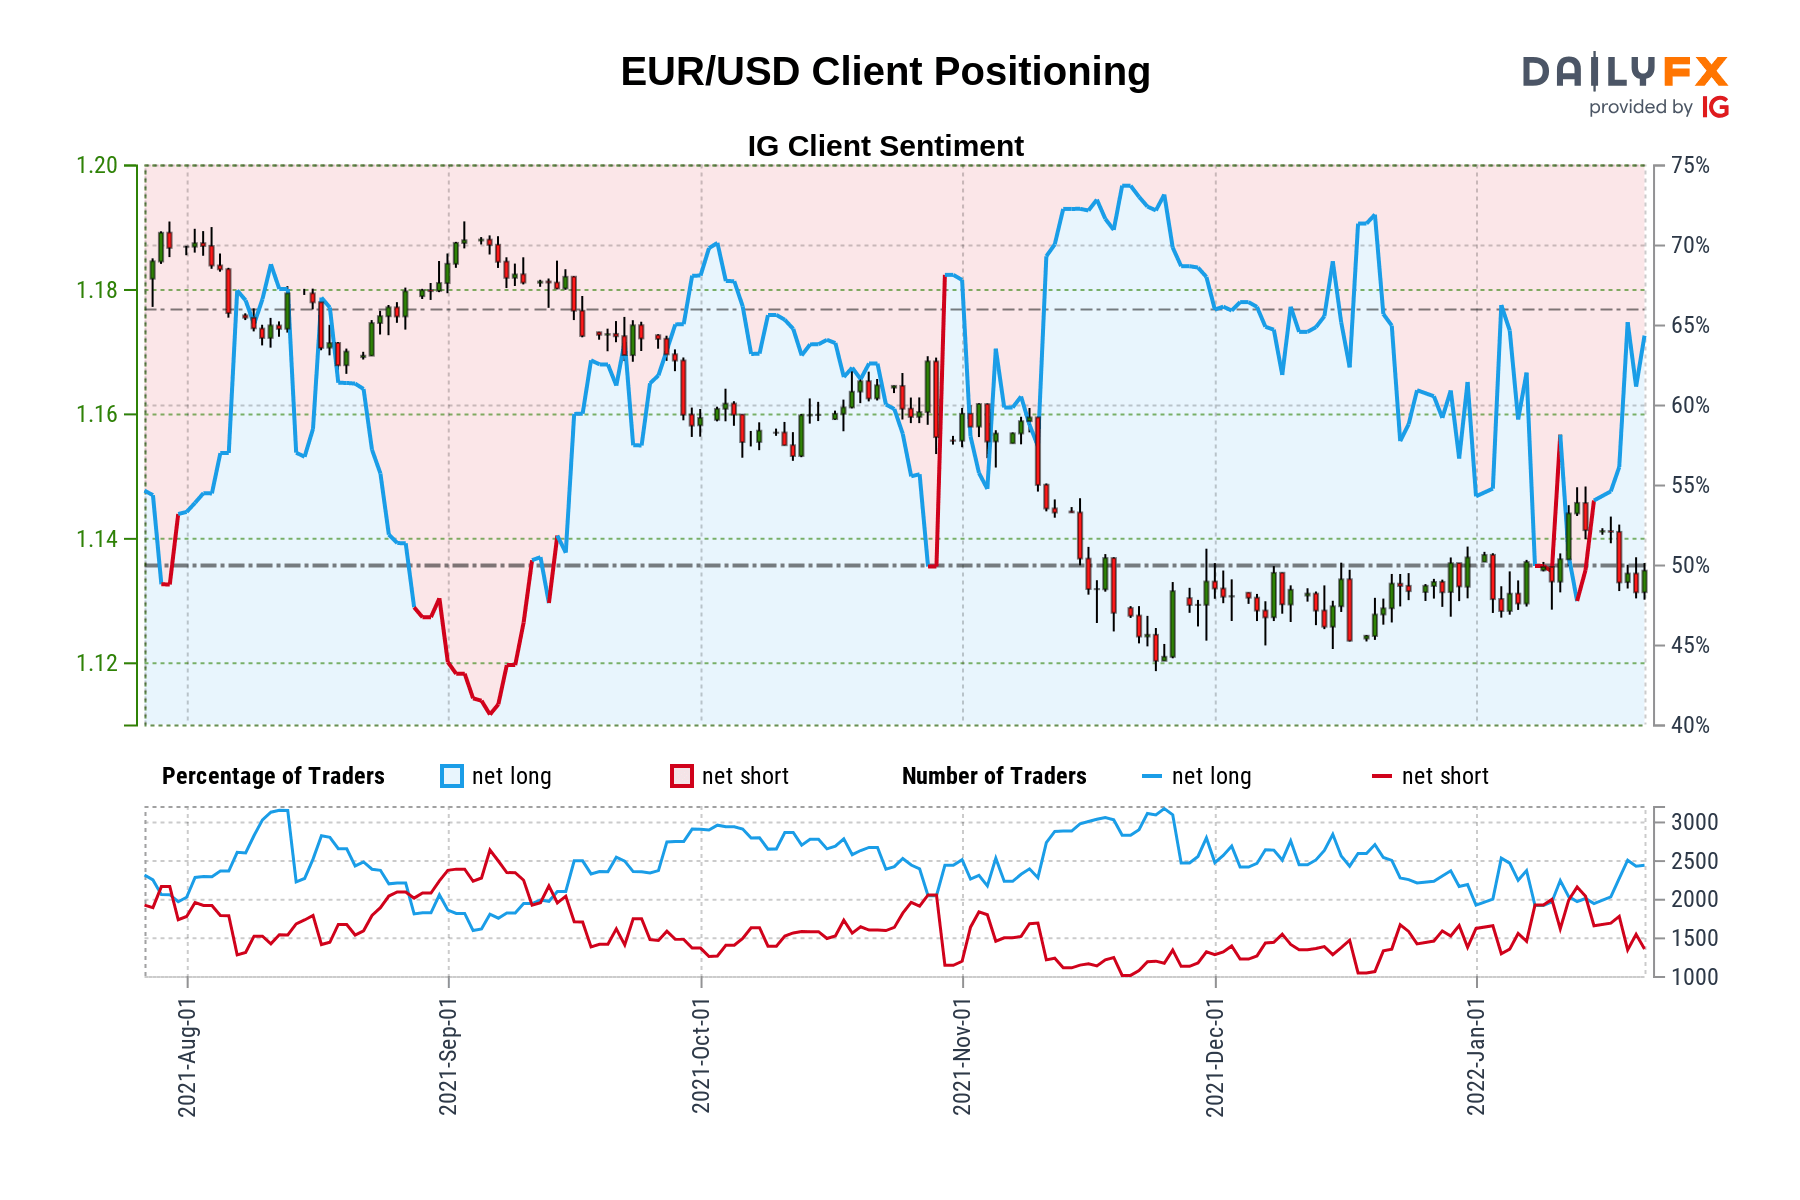 EUR/USD Client Positioning
DAILYFX
provided by IG
IG Client Sentiment
1.20
1.18
1.16
1.14
1.12
75%
70%
65%
60%
55%
50%
45%
40%
Percentage of Traders net long net short Number of Traders net long net short
3000
2500
2000
1500
1000
2021-Aug-01
2021-Sep-01
2021-Oct-01
2021-Nov-01
2021-Dec-01
2022-Jan-01